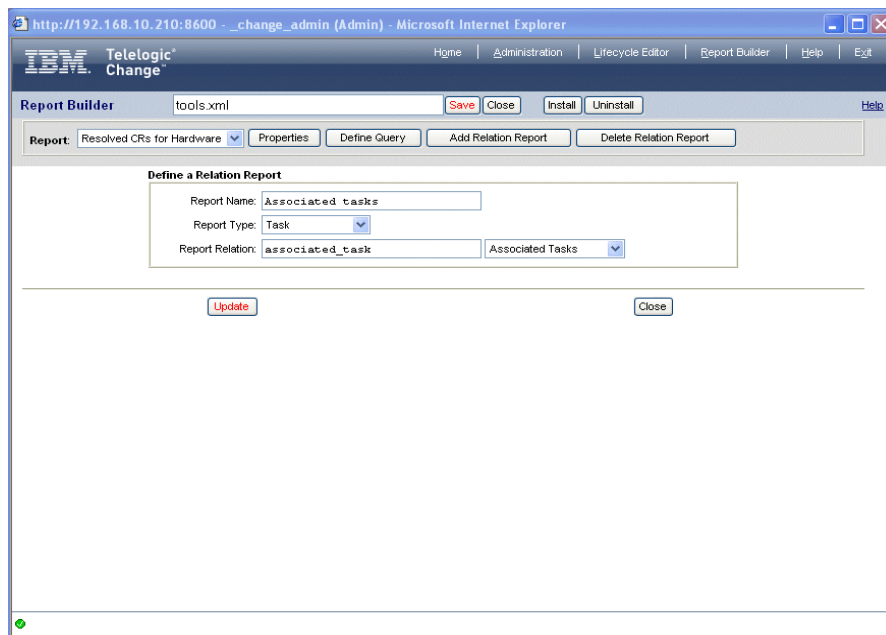 http://192.168.10.210:8600 - _change_admin (Admin) - Microsoft Internet Explorer
IBM. Telelogic® Change™
Home | Administration | Lifecycle Editor | Report Builder | Help | Exit
Report Builder tools.xml Save Close Install Uninstall Help
Report: Resolved CRs for Hardware Properties Define Query Add Relation Report Delete Relation Report
Define a Relation Report
Report Name: Associated tasks
Report Type: Task
Report Relation: associated_task Associated Tasks
Update Close